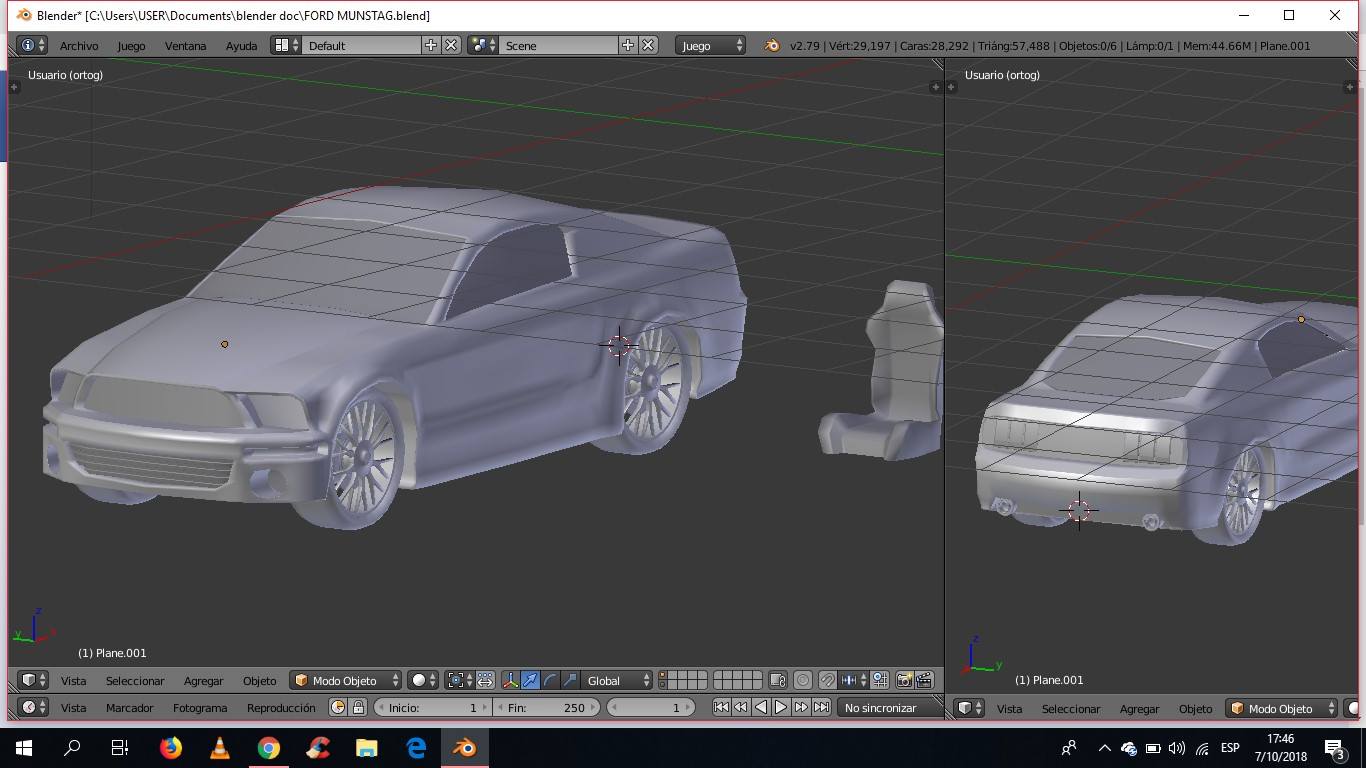 Blender* [C:\Users\USER\Documents\blender doc\FORD MUNSTAG.blend]
Archivo Juego Ventana Ayuda Default Scene Juego v2.79 | Vért:29,197 | Caras:28,292 | Triáng:57,488 | Objetos:0/6 | Lámp:0/1 | Mem:44.66M | Plane.001
Usuario (ortog) Usuario (ortog)
z
y x
(1) Plane.001
z
y
(1) Plane.001
Vista Seleccionar Agregar Objeto Modo Objeto Global
Vista Marcador Fotograma Reproducción Inicio: 1 Fin: 250 1 No sincronizar
Vista Seleccionar Agregar Objeto Modo Objeto
ESP 17:46
7/10/2018 3